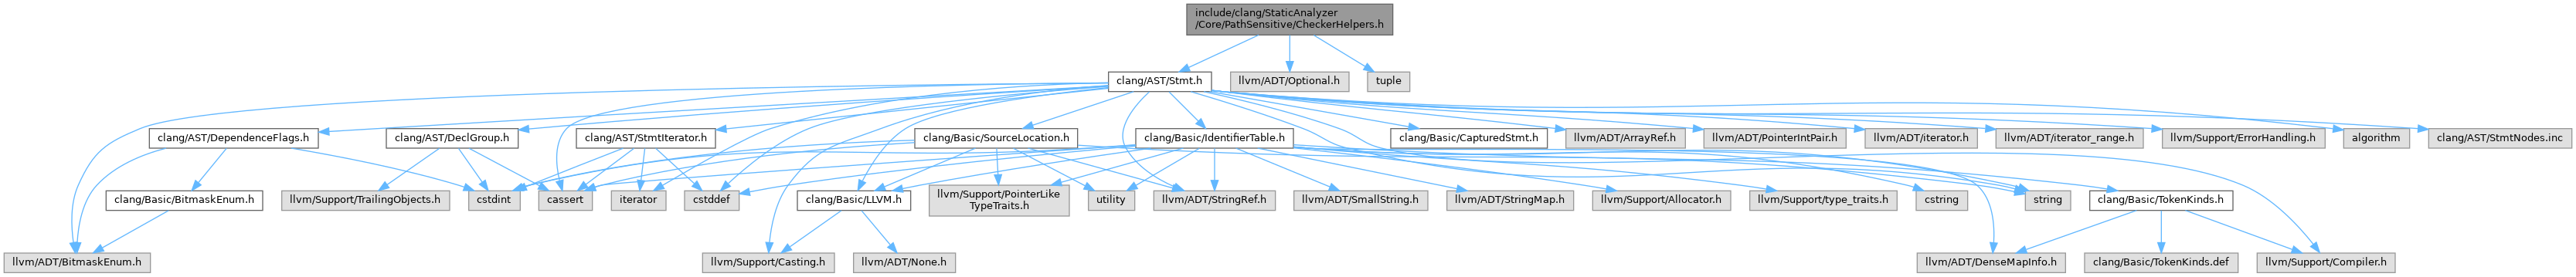 include/clang/StaticAnalyzer
/Core/PathSensitive/CheckerHelpers.h
clang/AST/Stmt.h
llvm/ADT/Optional.h
tuple
clang/AST/DependenceFlags.h
clang/AST/DeclGroup.h
clang/AST/StmtIterator.h
clang/Basic/SourceLocation.h
clang/Basic/IdentifierTable.h
clang/Basic/CapturedStmt.h
llvm/ADT/ArrayRef.h
llvm/ADT/PointerIntPair.h
llvm/ADT/iterator.h
llvm/ADT/iterator_range.h
llvm/Support/ErrorHandling.h
algorithm
clang/AST/StmtNodes.inc
clang/Basic/BitmaskEnum.h
llvm/Support/TrailingObjects.h
cstdint
cassert
iterator
cstddef
clang/Basic/LLVM.h
llvm/Support/PointerLike
TypeTraits.h
utility
llvm/ADT/StringRef.h
llvm/ADT/SmallString.h
llvm/ADT/StringMap.h
llvm/Support/Allocator.h
llvm/Support/type_traits.h
cstring
string
clang/Basic/TokenKinds.h
llvm/ADT/BitmaskEnum.h
llvm/Support/Casting.h
llvm/ADT/None.h
llvm/ADT/DenseMapInfo.h
clang/Basic/TokenKinds.def
llvm/Support/Compiler.h